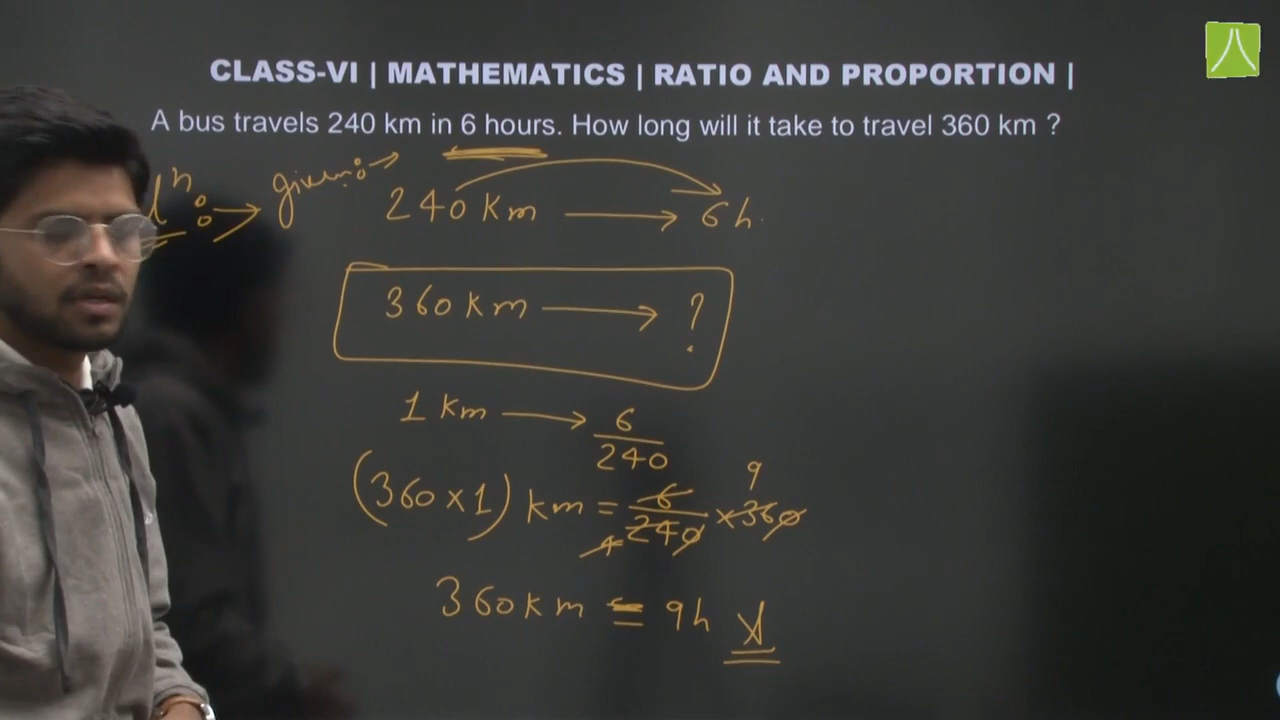 CLASS-VI | MATHEMATICS | RATIO AND PROPORTION |
A bus travels 240 km in 6 hours. How long will it take to travel 360 km ?
given:→
240 Km → 6h.
360 km → ?
1 km → 6/240
(360×1) km = 6/240 × 360
4 9
360km = 9h